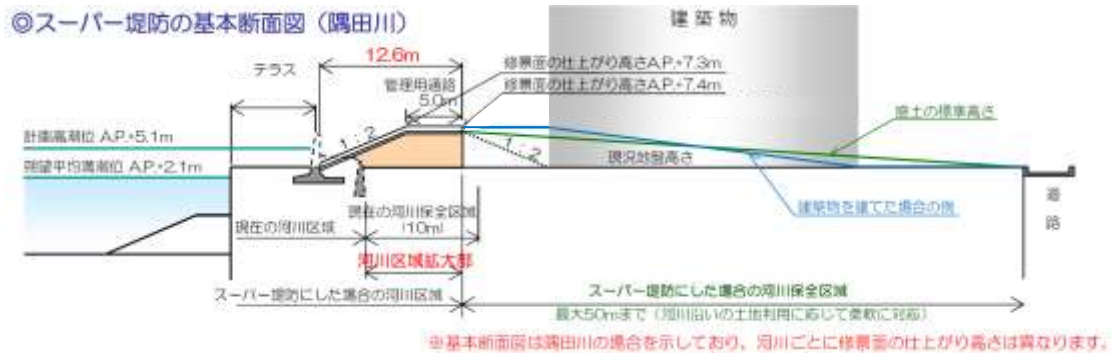 ◎スーパー堤防の基本断面図（隅田川）
建築物
12.6m
テラス
修景面の仕上がり高さA.P.+7.3m
管理用通路
5.0m
修景面の仕上がり高さA.P.+7.4m
盛土の標準高さ
1：2
計画高潮位 A.P.+5.1m
1：2
現況地盤高さ
朔望平均満潮位 A.P.+2.1m
道路
建築物を建てた場合の例
現在の河川保全区域
(10m)
現在の河川区域
河川区域拡大部
スーパー堤防にした場合の河川区域
スーパー堤防にした場合の河川保全区域
最大50mまで（河川沿いの土地利用に応じて柔軟に対応）
※基本断面図は隅田川の場合を示しており、河川ごとに修景面の仕上がり高さは異なります。